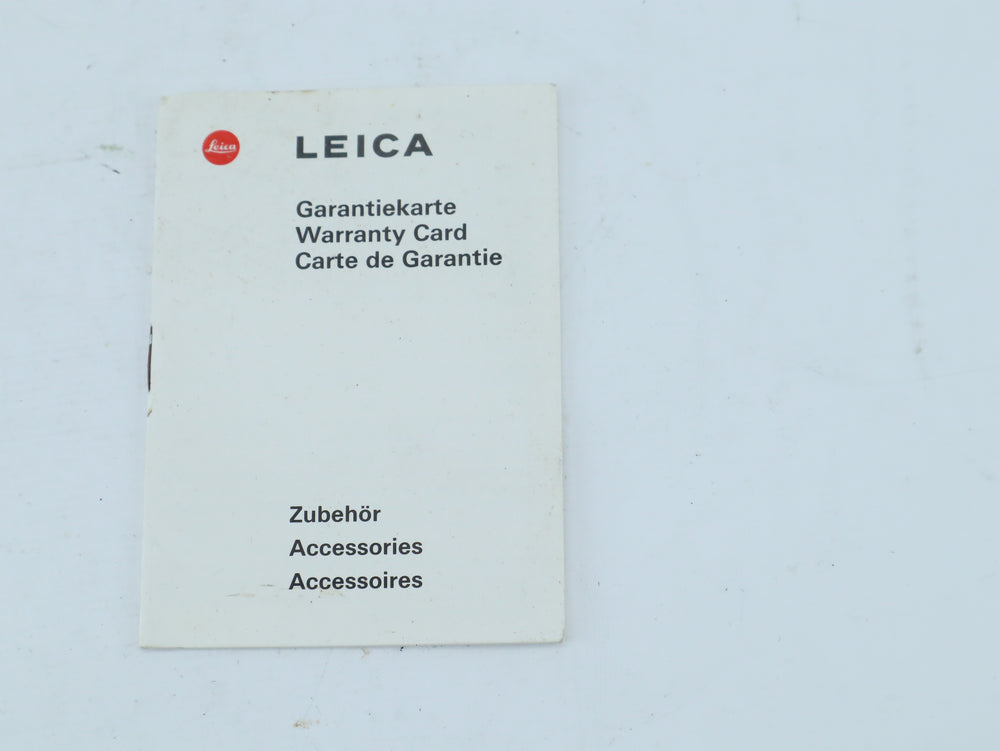 Leica
LEICA
Garantiekarte
Warranty Card
Carte de Garantie
Zubehör
Accessories
Accessoires